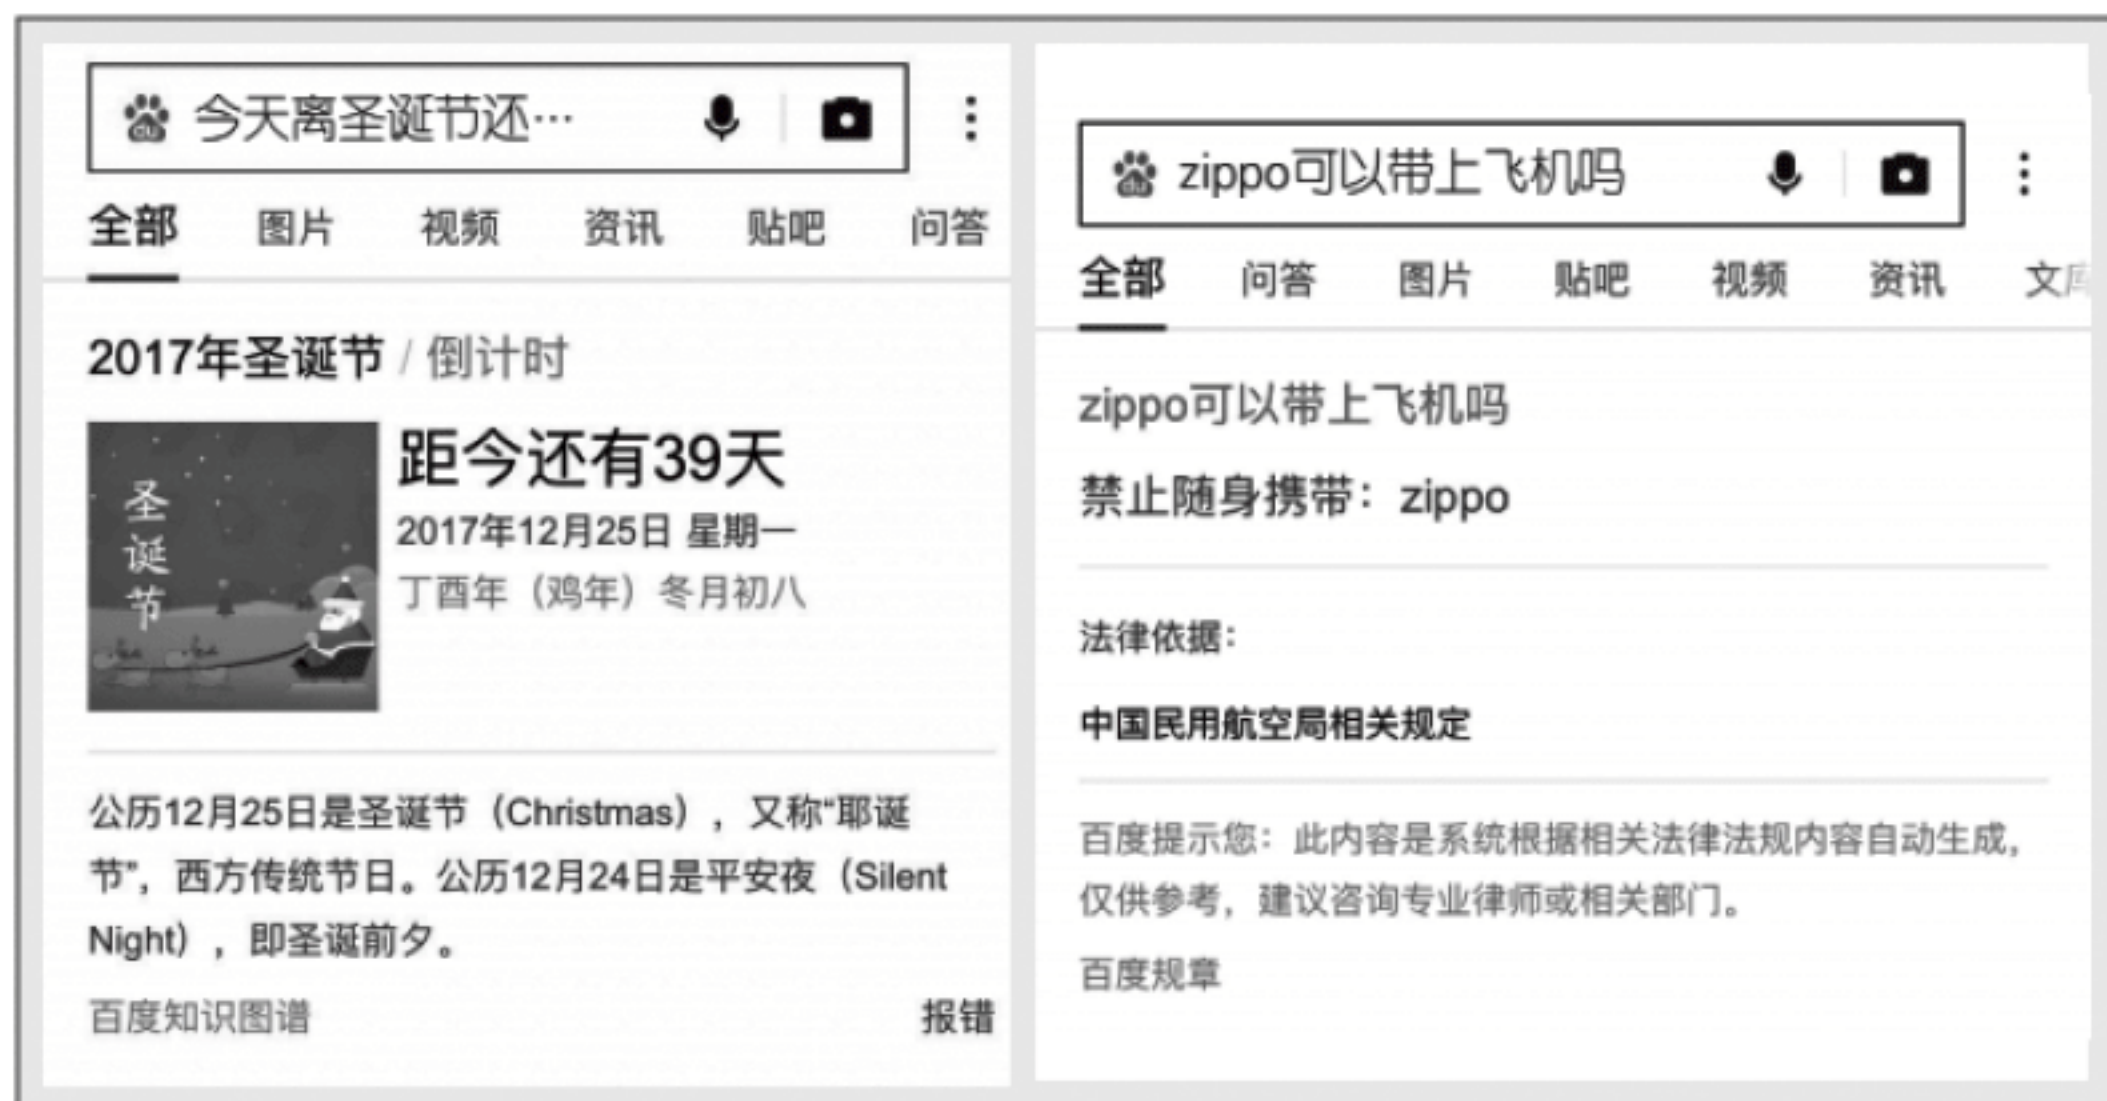 今天离圣诞节还…
全部 图片 视频 资讯 贴吧 问答
2017年圣诞节 / 倒计时
圣诞节
距今还有39天
2017年12月25日 星期一
丁酉年（鸡年）冬月初八
公历12月25日是圣诞节（Christmas），又称“耶诞
节”，西方传统节日。公历12月24日是平安夜（Silent
Night），即圣诞前夕。
百度知识图谱 报错
zippo可以带上飞机吗
全部 问答 图片 贴吧 视频 资讯 文库
zippo可以带上飞机吗
禁止随身携带：zippo
法律依据：
中国民用航空局相关规定
百度提示您：此内容是系统根据相关法律法规内容自动生成，
仅供参考，建议咨询专业律师或相关部门。
百度规章